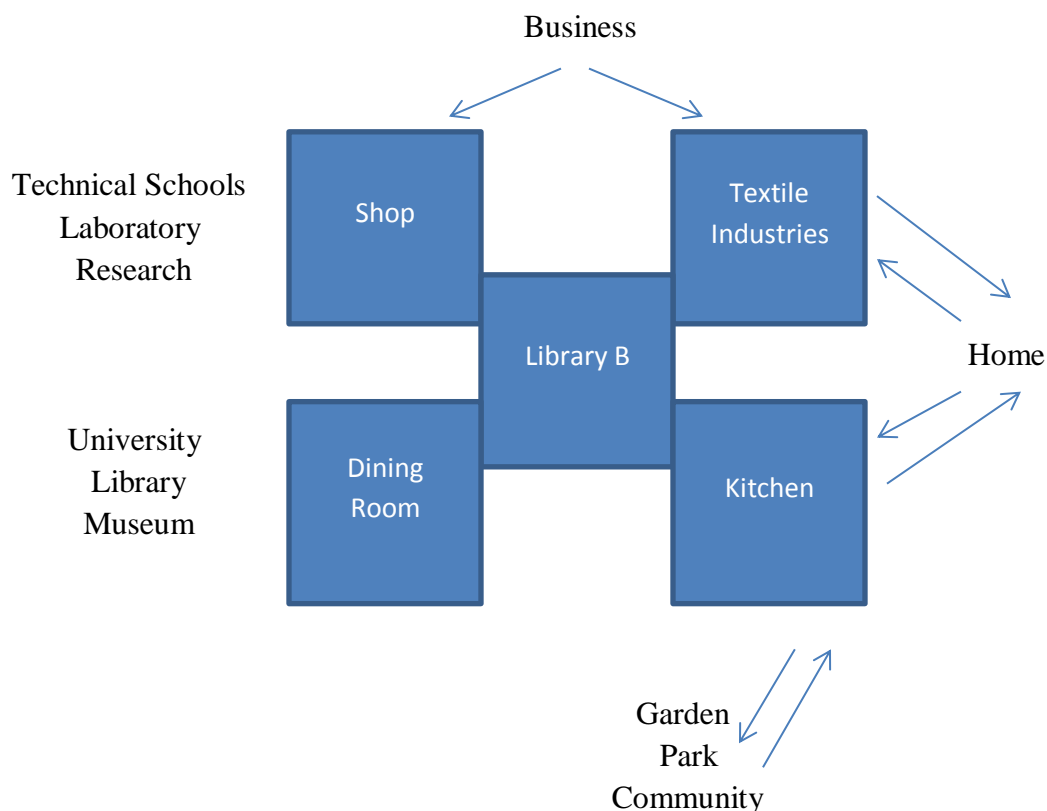 Business
Technical Schools
Laboratory
Research
Shop
Textile
Industries
Library B
Home
University
Library
Museum
Dining
Room
Kitchen
Garden
Park
Community